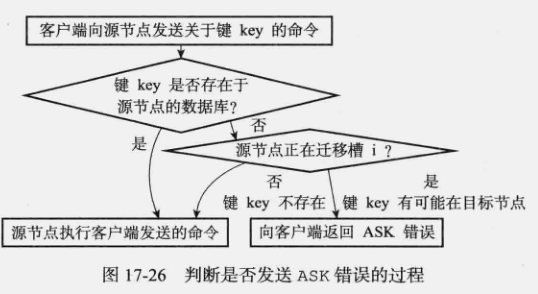 客户端向源节点发送关于键 key 的命令
键 key 是否存在于
源节点的数据库?
是
否
源节点正在迁移槽 i ?
否
是
键 key 不存在
键 key 有可能在目标节点
源节点执行客户端发送的命令
向客户端返回 ASK 错误
图 17-26 判断是否发送 ASK 错误的过程